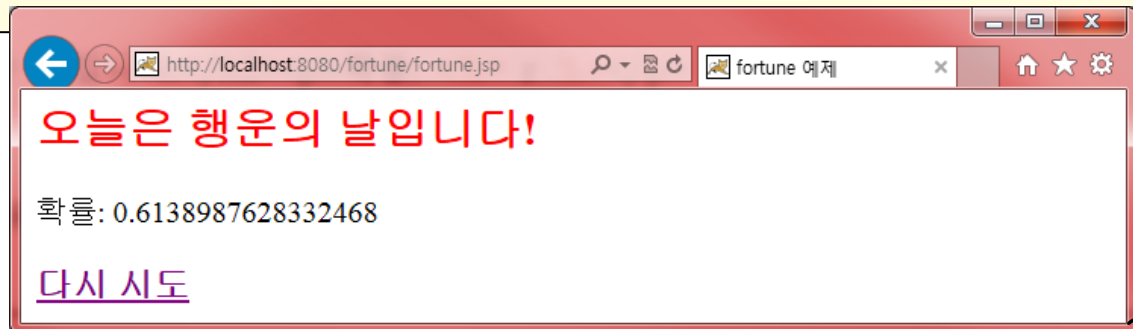 http://localhost:8080/fortune/fortune.jsp
fortune 예제
오늘은 행운의 날입니다!
확률: 0.6138987628332468
다시 시도